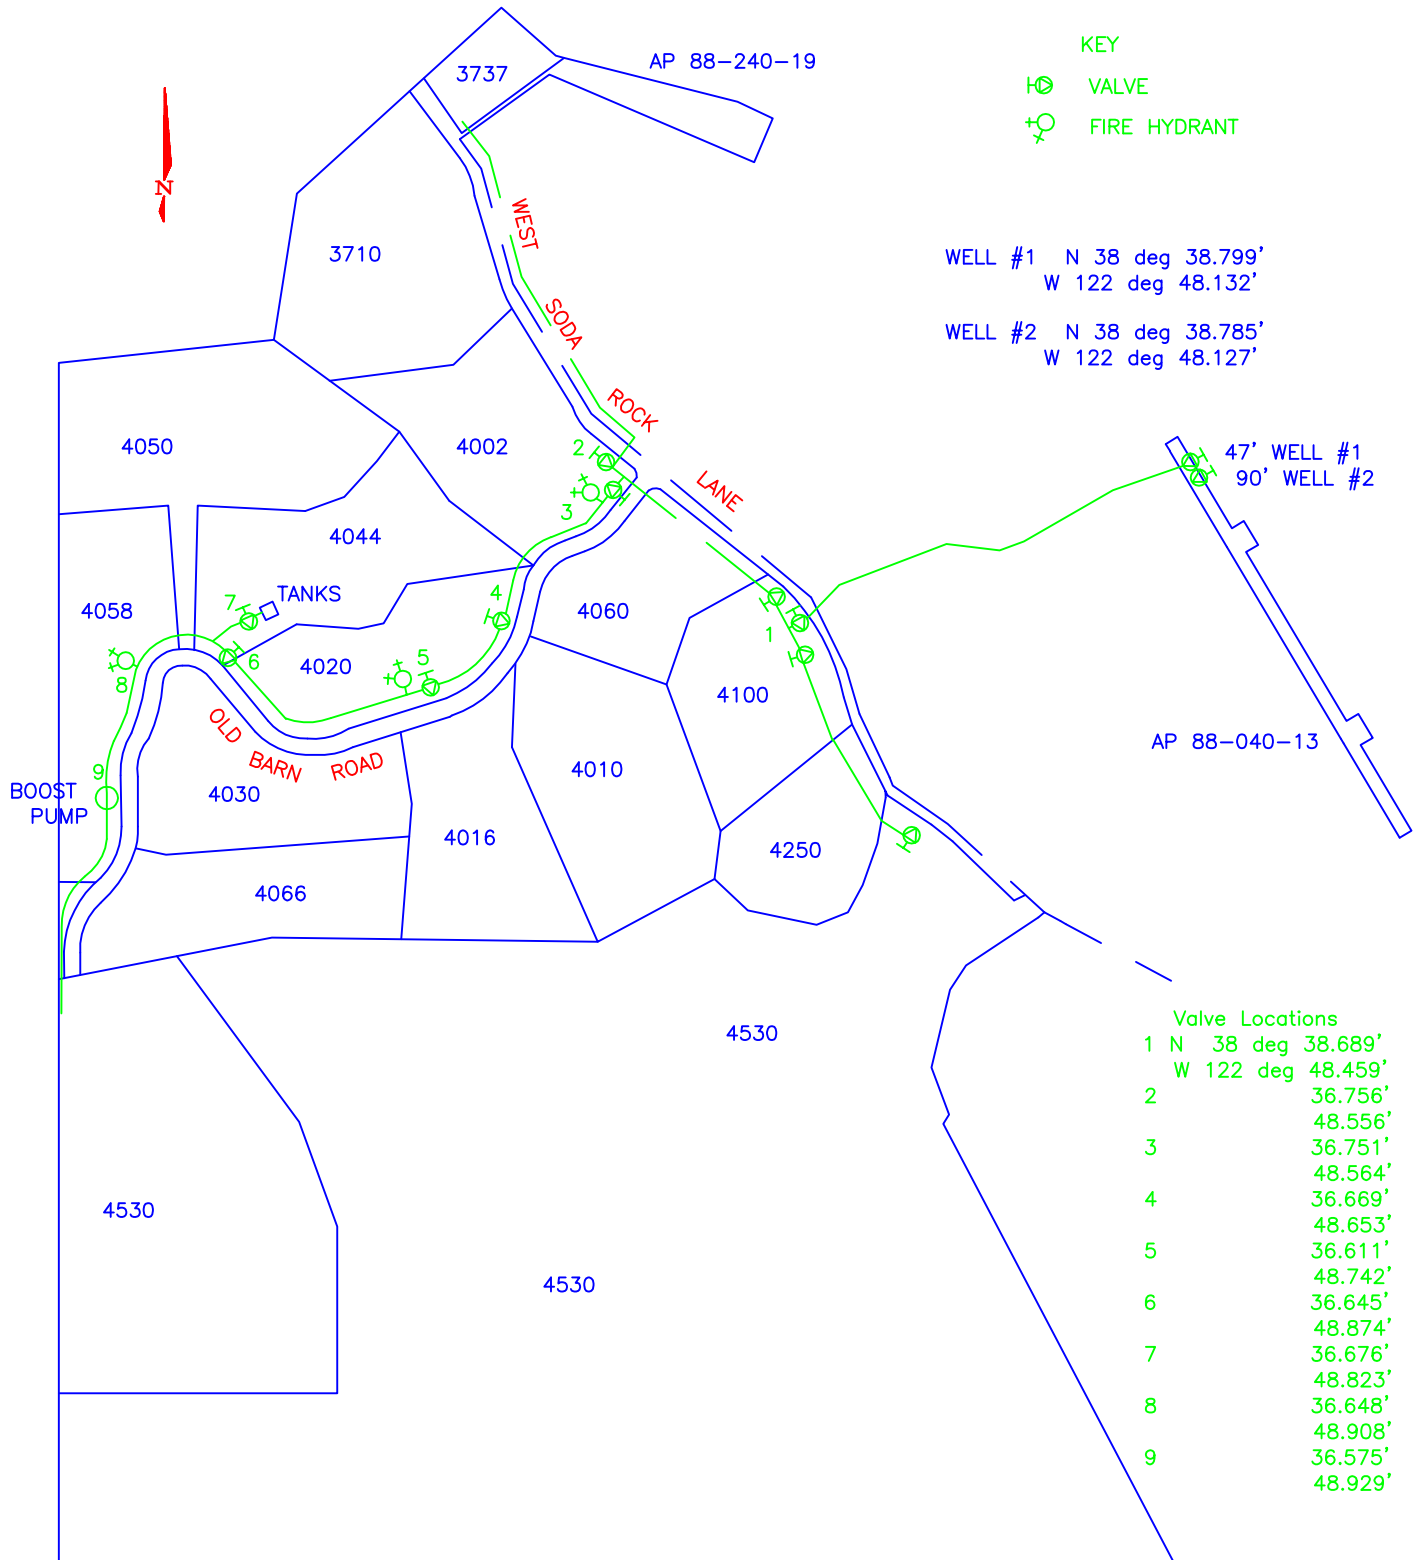 KEY
VALVE
FIRE HYDRANT
AP 88-240-19
3737
N
3710
WEST
SODA
ROCK
LANE
WELL #1 N 38 deg 38.799'
W 122 deg 48.132'
WELL #2 N 38 deg 38.785'
W 122 deg 48.127'
4050
4002
2
3
47' WELL #1
90' WELL #2
4044
TANKS
4058
7
4
4060
1
6
4020
5
8
4100
OLD
BARN
ROAD
AP 88-040-13
9
BOOST
PUMP
4030
4010
4016
4250
4066
4530
4530
4530
Valve Locations
1 N 38 deg 38.689'
W 122 deg 48.459'
2 36.756'
48.556'
3 36.751'
48.564'
4 36.669'
48.653'
5 36.611'
48.742'
6 36.645'
48.874'
7 36.676'
48.823'
8 36.648'
48.908'
9 36.575'
48.929'